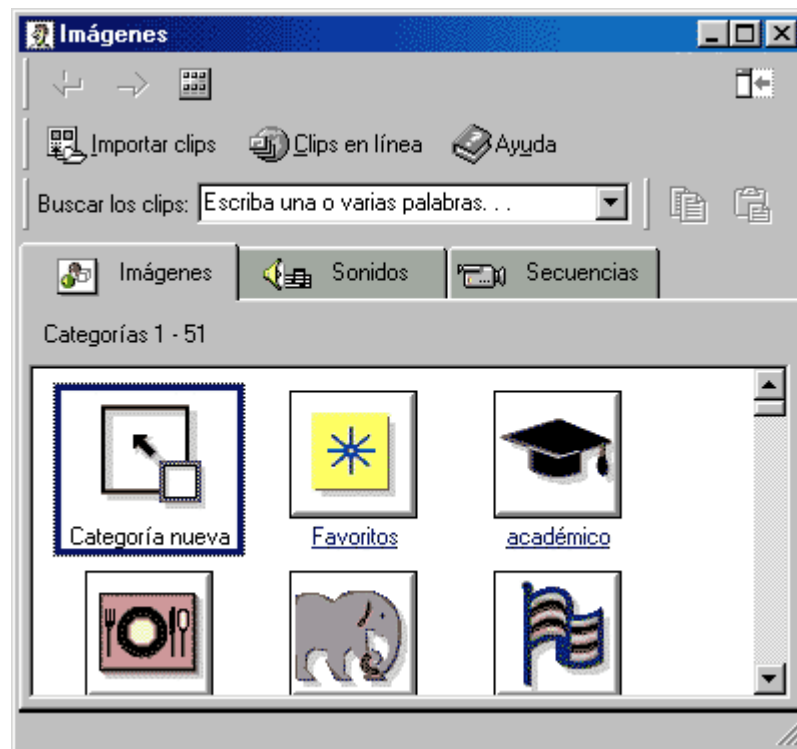 Imágenes
Importar clips Clips en línea Ayuda
Buscar los clips: Escriba una o varias palabras. . .
Imágenes Sonidos Secuencias
Categorías 1 - 51
Categoría nueva Favoritos académico